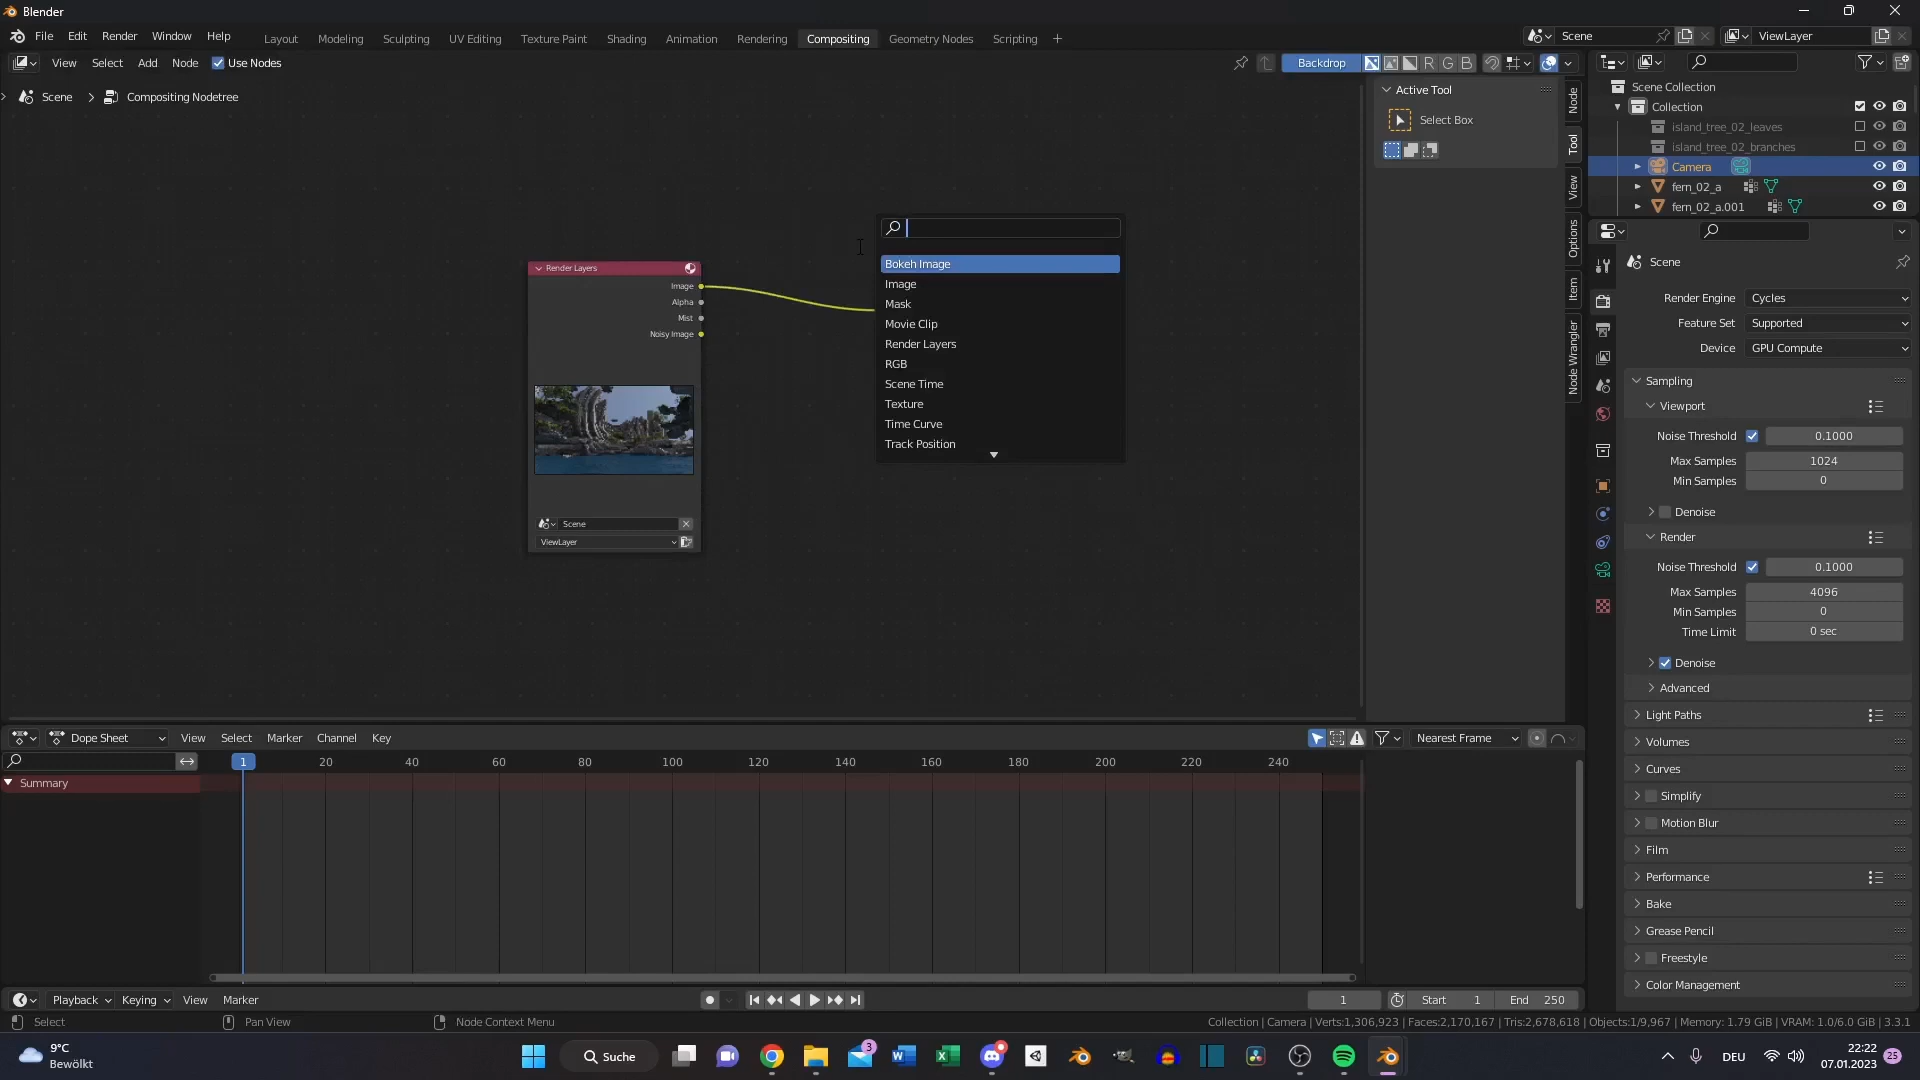 Blender
File Edit Render Window Help
Layout Modeling Sculpting UV Editing Texture Paint Shading Animation Rendering Compositing Geometry Nodes Scripting +
Scene
ViewLayer
View Select Add Node Use Nodes
Backdrop R G B
Scene > Compositing Nodetree
Active Tool
Select Box
Node
Tool
View
Options
Item
Node Wrangler
Scene Collection
Collection
island_tree_02_leaves
island_tree_02_branches
Camera
fern_02_a
fern_02_a.001
Render Layers
Image
Alpha
Mist
Noisy Image
Scene
ViewLayer
Bokeh Image
Image
Mask
Movie Clip
Render Layers
RGB
Scene Time
Texture
Time Curve
Track Position
Scene
Render Engine Cycles
Feature Set Supported
Device GPU Compute
Sampling
Viewport
Noise Threshold 0.1000
Max Samples 1024
Min Samples 0
Denoise
Render
Noise Threshold 0.1000
Max Samples 4096
Min Samples 0
Time Limit 0 sec
Denoise
Advanced
Light Paths
Volumes
Curves
Simplify
Motion Blur
Film
Performance
Bake
Grease Pencil
Freestyle
Color Management
Dope Sheet View Select Marker Channel Key
Nearest Frame
1 20 40 60 80 100 120 140 160 180 200 220 240
Summary
Playback Keying View Marker
1 Start 1 End 250
Select Pan View Node Context Menu
Collection | Camera | Verts:1,306,923 | Faces:2,170,167 | Tris:2,678,618 | Objects:1/9,967 | Memory: 1.79 GiB | VRAM: 1.0/6.0 GiB | 3.3.1
9°C
Bewölkt
Suche
3
DEU
22:22
07.01.2023
25